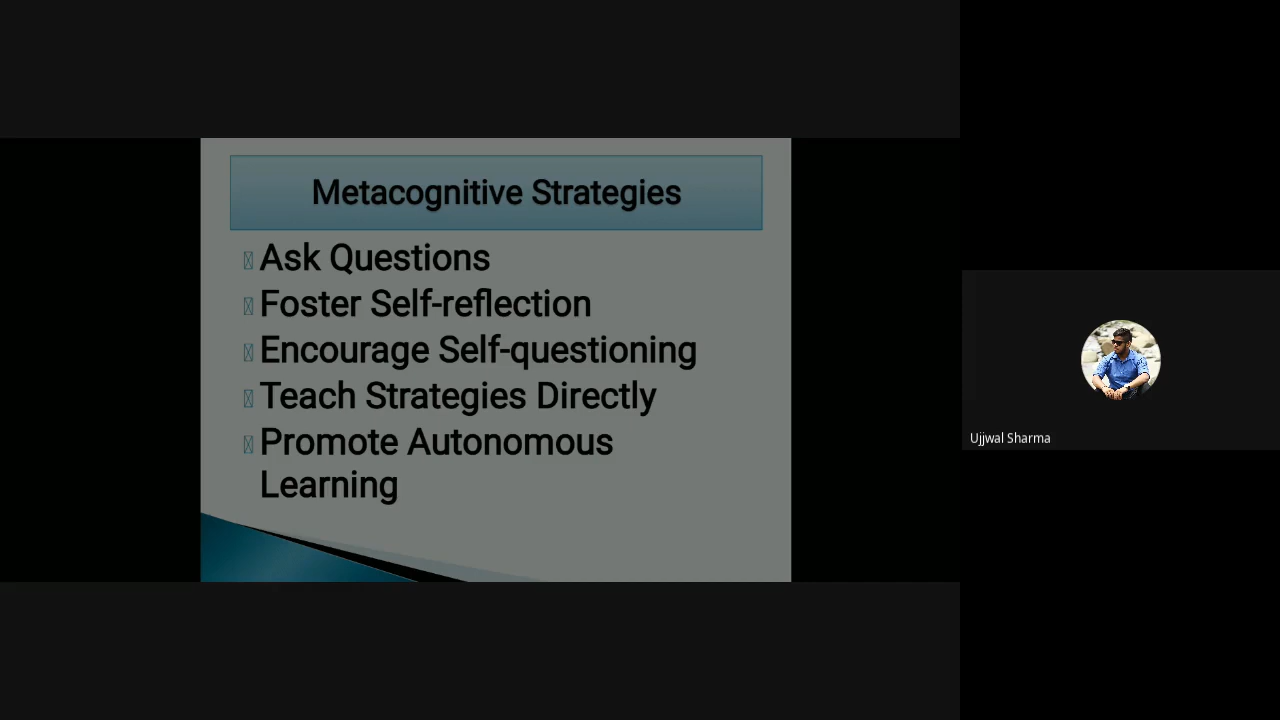 Metacognitive Strategies
Ask Questions
Foster Self-reflection
Encourage Self-questioning
Teach Strategies Directly
Promote Autonomous
Learning
Ujjwal Sharma